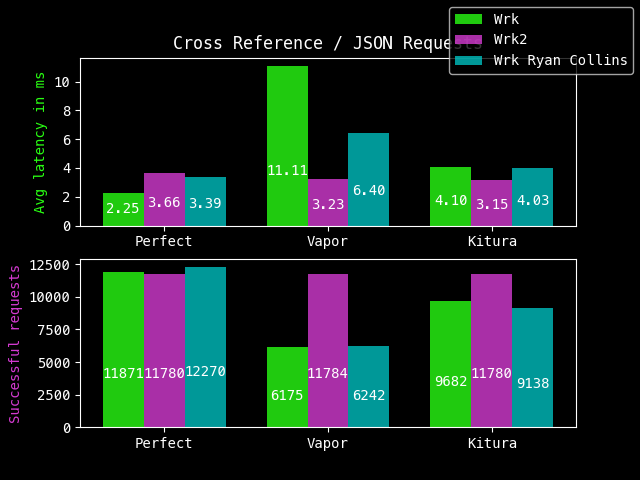 Wrk
Wrk2
Wrk Ryan Collins
Cross Reference / JSON Requests
Avg latency in ms
10
8
6
4
2
0
2.25
3.66
3.39
11.11
3.23
6.40
4.10
3.15
4.03
Perfect
Vapor
Kitura
Successful requests
12500
10000
7500
5000
2500
0
11871
11780
12270
6175
11784
6242
9682
11780
9138
Perfect
Vapor
Kitura